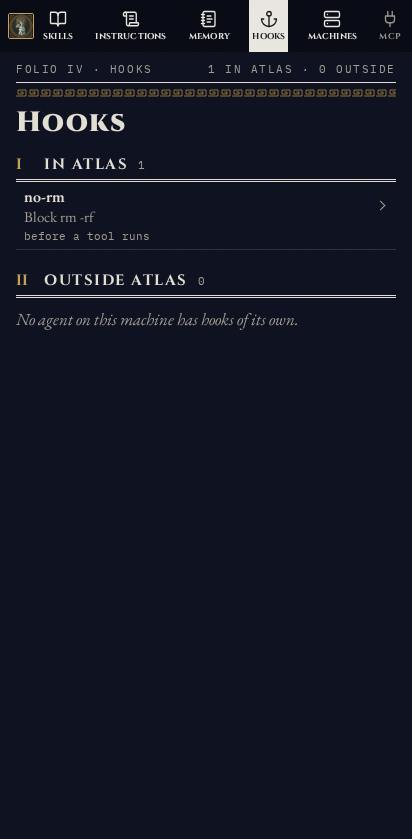 SKILLS
INSTRUCTIONS
MEMORY
HOOKS
MACHINES
MCP
FOLIO IV · HOOKS
1 IN ATLAS · 0 OUTSIDE
HOOKS
I IN ATLAS 1
no-rm
Block rm -rf
before a tool runs
II OUTSIDE ATLAS 0
No agent on this machine has hooks of its own.